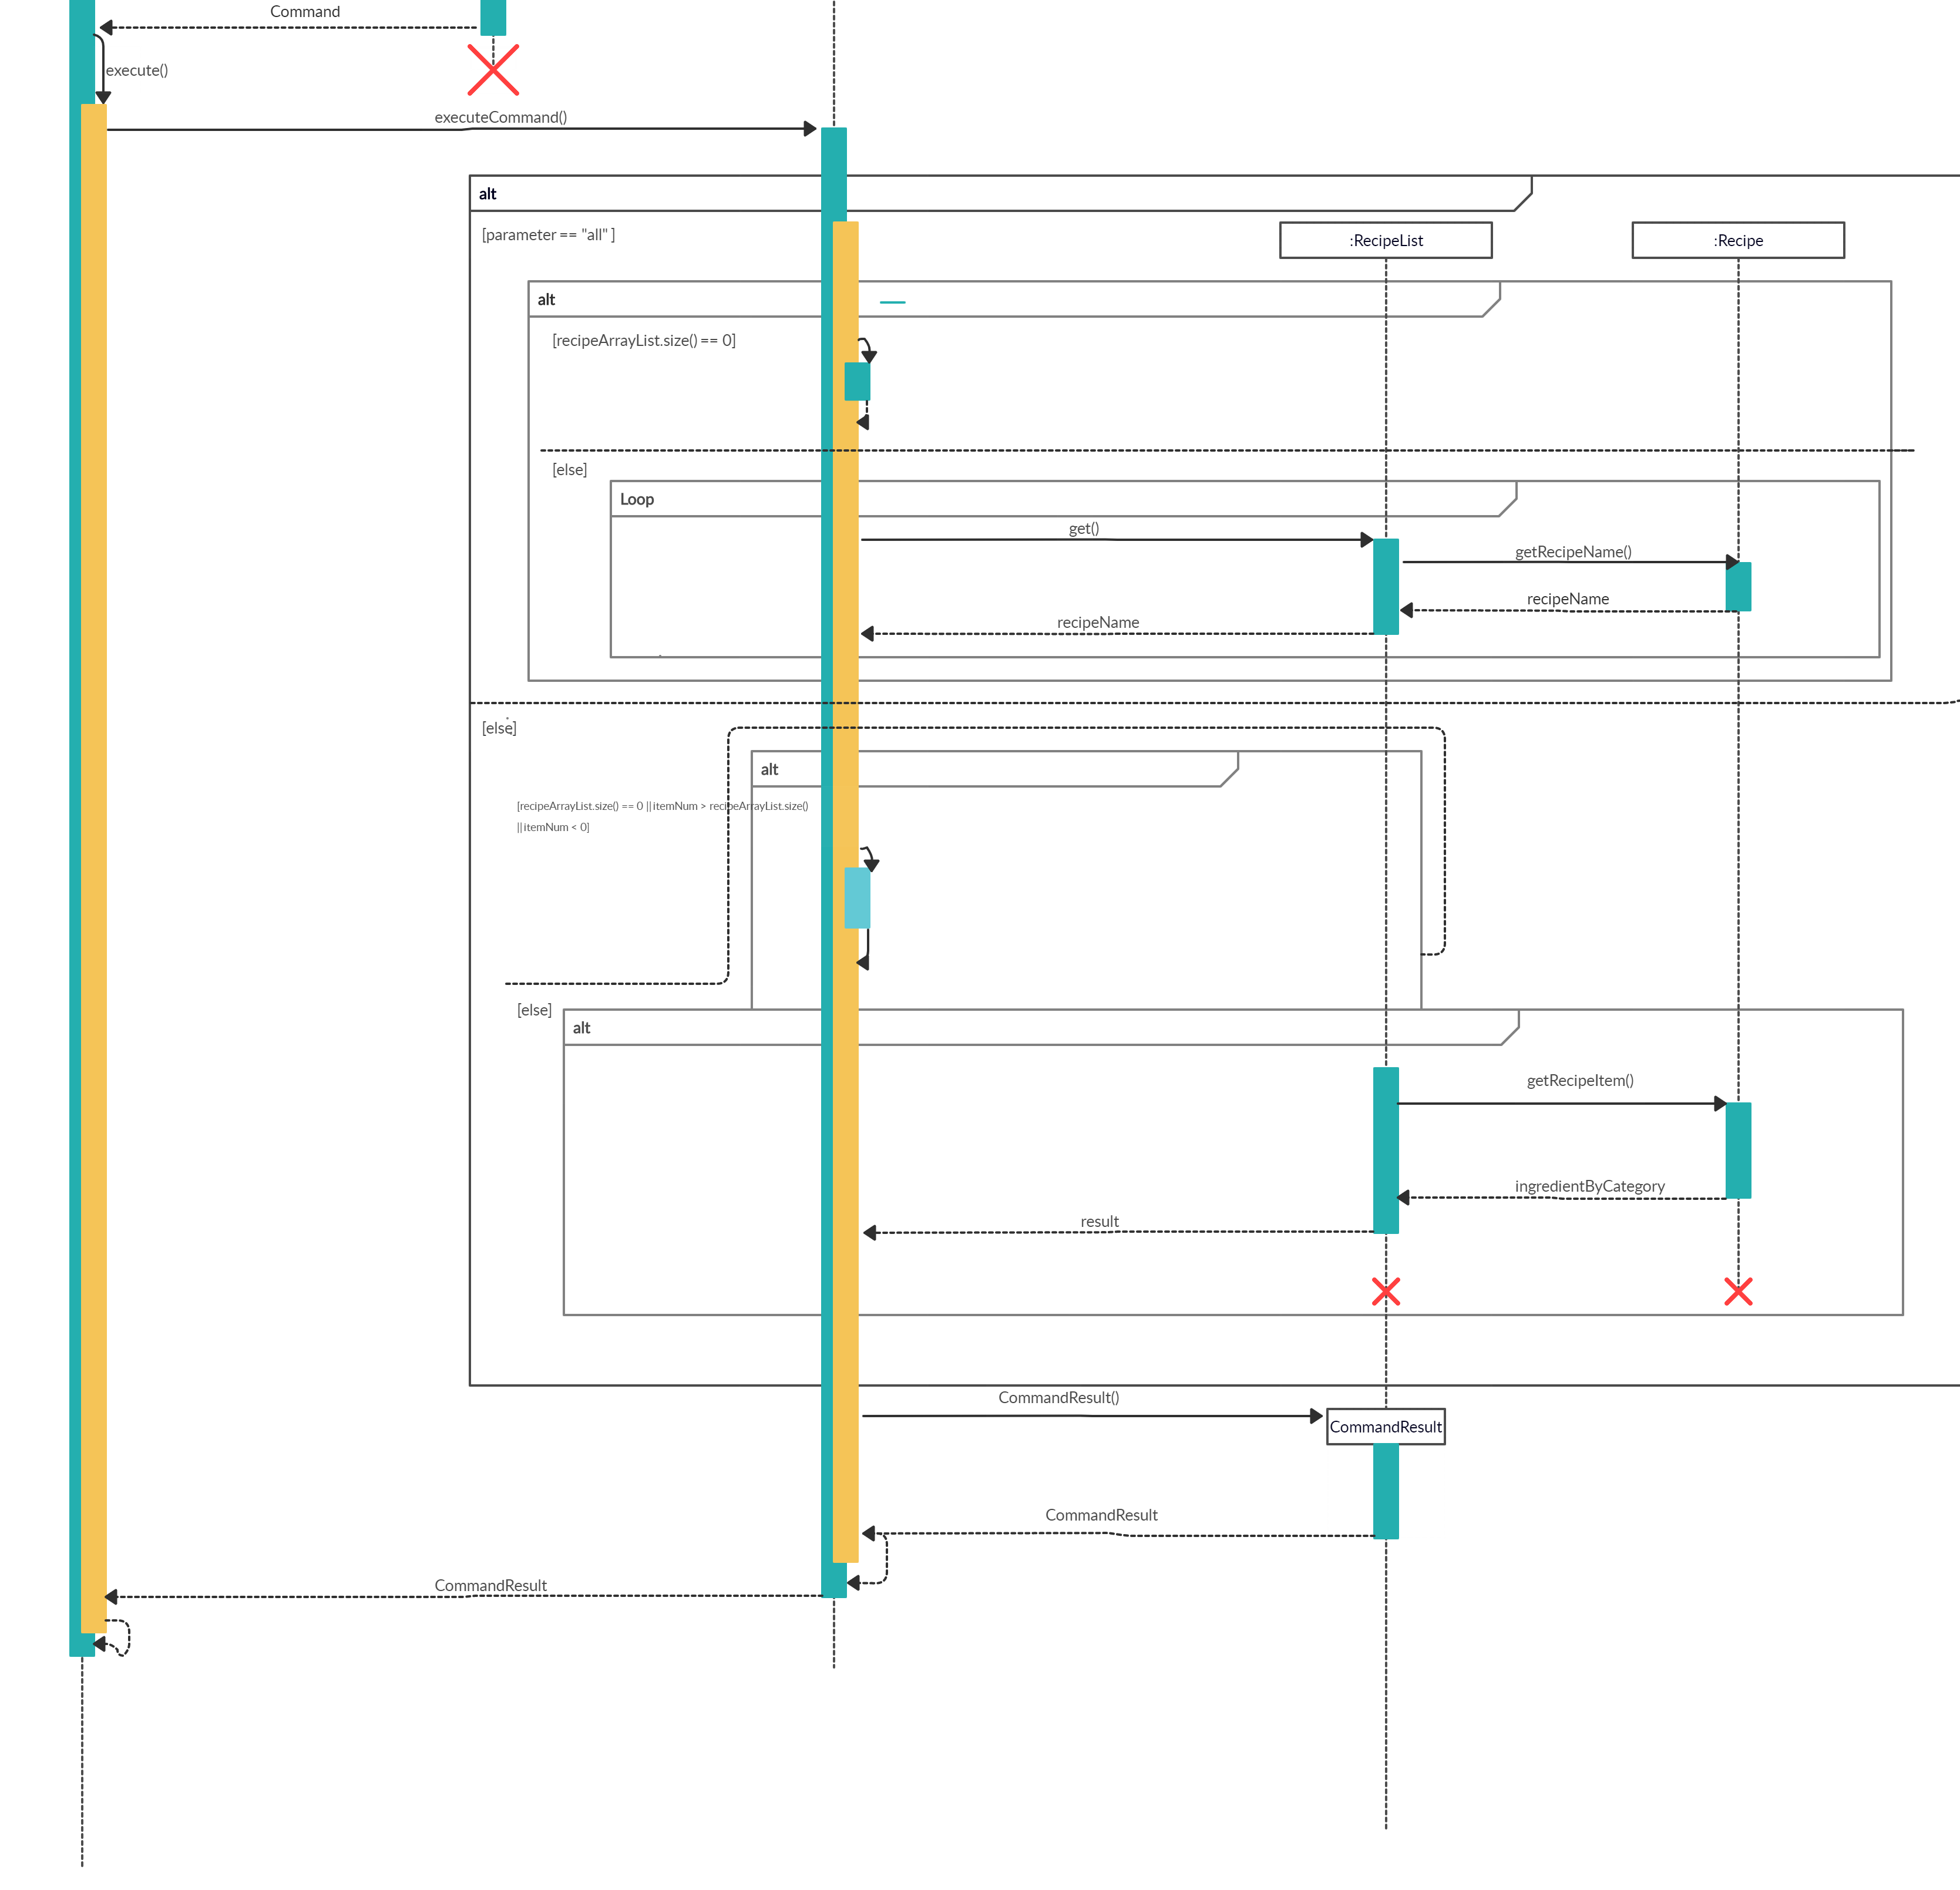 Command
execute()
executeCommand()
alt
[parameter == "all" ]
:RecipeList
:Recipe
alt
[recipeArrayList.size() == 0]
[else]
Loop
get()
getRecipeName()
recipeName
recipeName
[else]
alt
[recipeArrayList.size() == 0 || itemNum > recipeArrayList.size()
|| itemNum < 0]
[else]
alt
getRecipeItem()
ingredientByCategory
result
CommandResult()
CommandResult
CommandResult
CommandResult